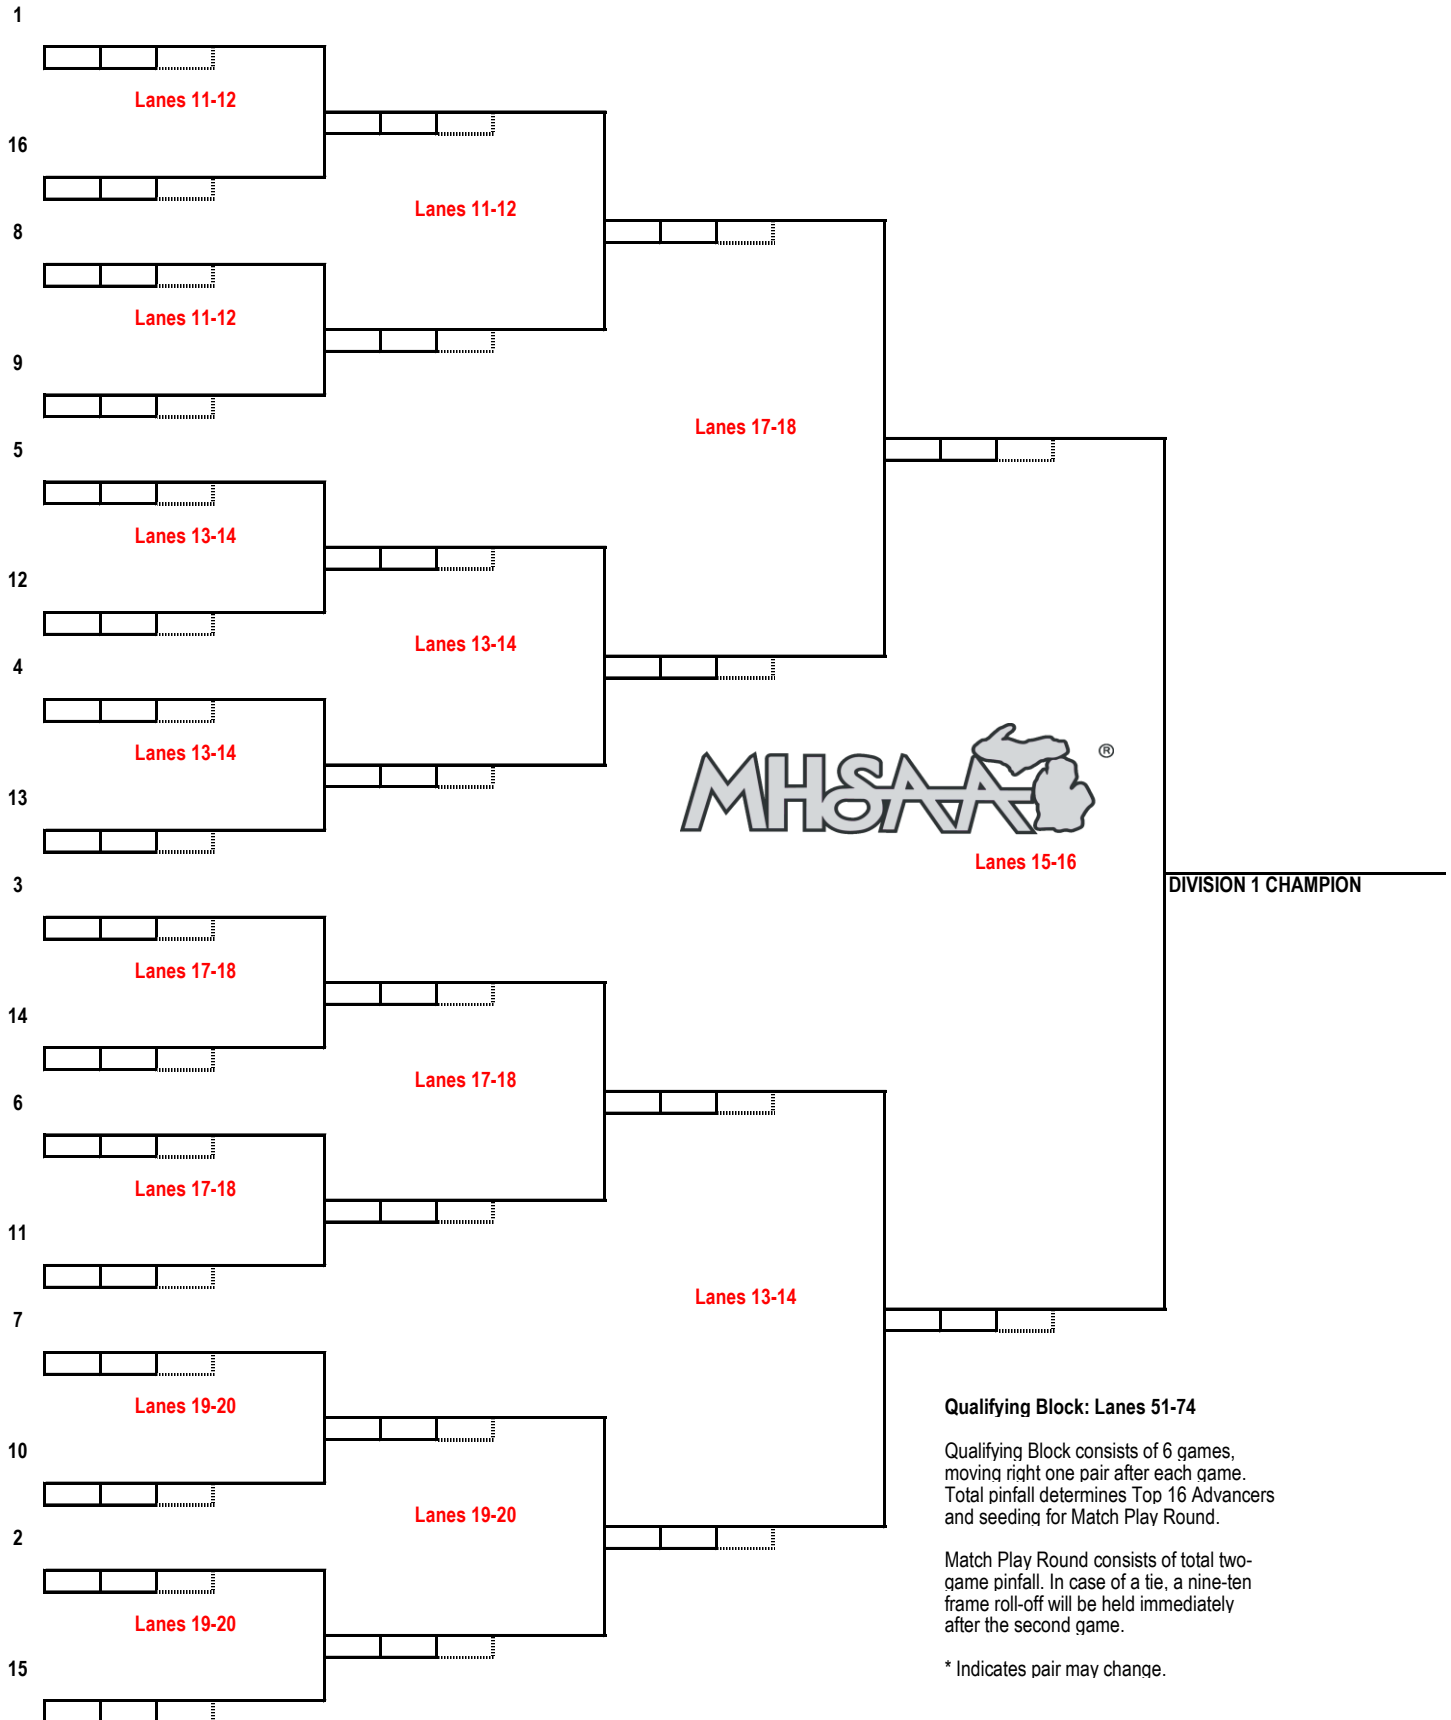 1
Lanes 11-12
16
Lanes 11-12
8
Lanes 11-12
9
Lanes 17-18
5
Lanes 13-14
12
Lanes 13-14
4
MHSAA®
Lanes 13-14
13
Lanes 15-16
3
DIVISION 1 CHAMPION
Lanes 17-18
14
Lanes 17-18
6
Lanes 17-18
11
Lanes 13-14
7
Lanes 19-20
10
Lanes 19-20
2
Lanes 19-20
15
Qualifying Block: Lanes 51-74
Qualifying Block consists of 6 games,
moving right one pair after each game.
Total pinfall determines Top 16 Advancers
and seeding for Match Play Round.
Match Play Round consists of total two-
game pinfall. In case of a tie, a nine-ten
frame roll-off will be held immediately
after the second game.
* Indicates pair may change.